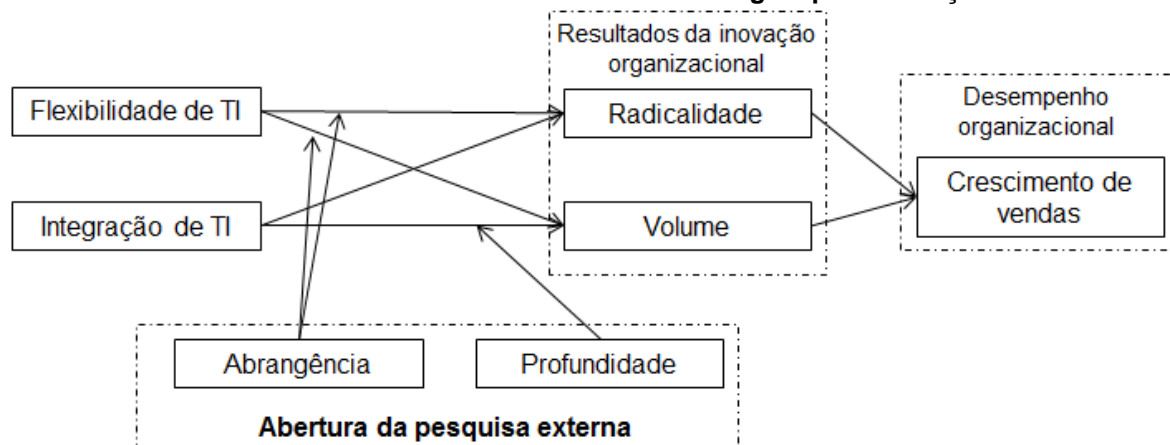 Resultados da inovação
organizacional
Flexibilidade de TI
Radicalidade
Desempenho
organizacional
Crescimento de
vendas
Integração de TI
Volume
Abrangência
Profundidade
Abertura da pesquisa externa